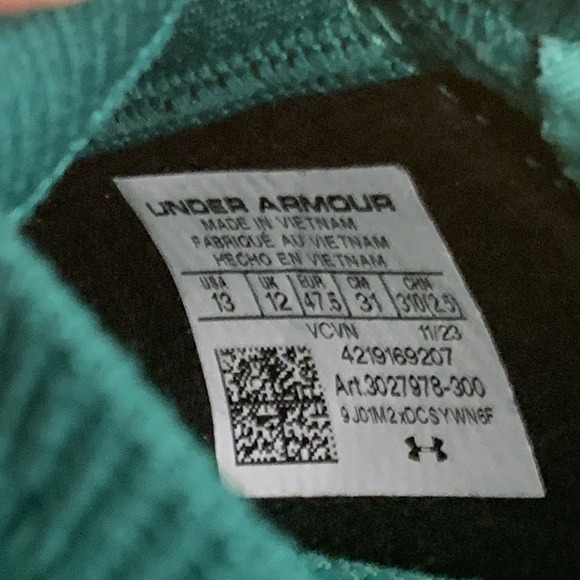 UNDER ARMOUR
MADE IN VIETNAM
FABRIQUÉ AU VIETNAM
HECHO EN VIETNAM
USA UK EUR CM CHN
13 12 47.5 31 310(2.5)
VCVN 11/23
4219169207
Art.3027978-300
9J01M2xDCSYWN6F